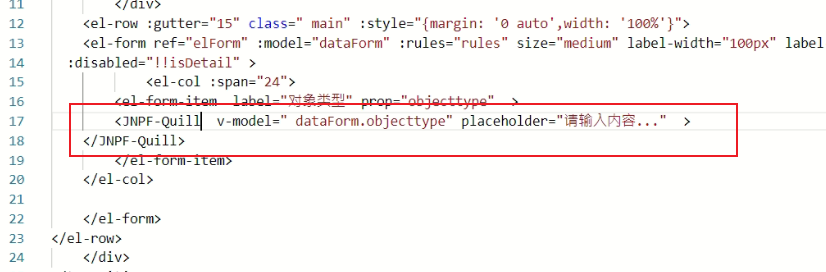 11 </div>
12 <el-row :gutter="15" class=" main" :style="{margin: '0 auto',width: '100%'}">
13 <el-form ref="elForm" :model="dataForm" :rules="rules" size="medium" label-width="100px" label
14 :disabled="!!isDetail" >
15 <el-col :span="24">
16 <el-form-item label="对象类型" prop="objecttype" >
17 <JNPF-Quill v-model=" dataForm.objecttype" placeholder="请输入内容..." >
18 </JNPF-Quill>
19 </el-form-item>
20 </el-col>
21
22 </el-form>
23 </el-row>
24 </div>